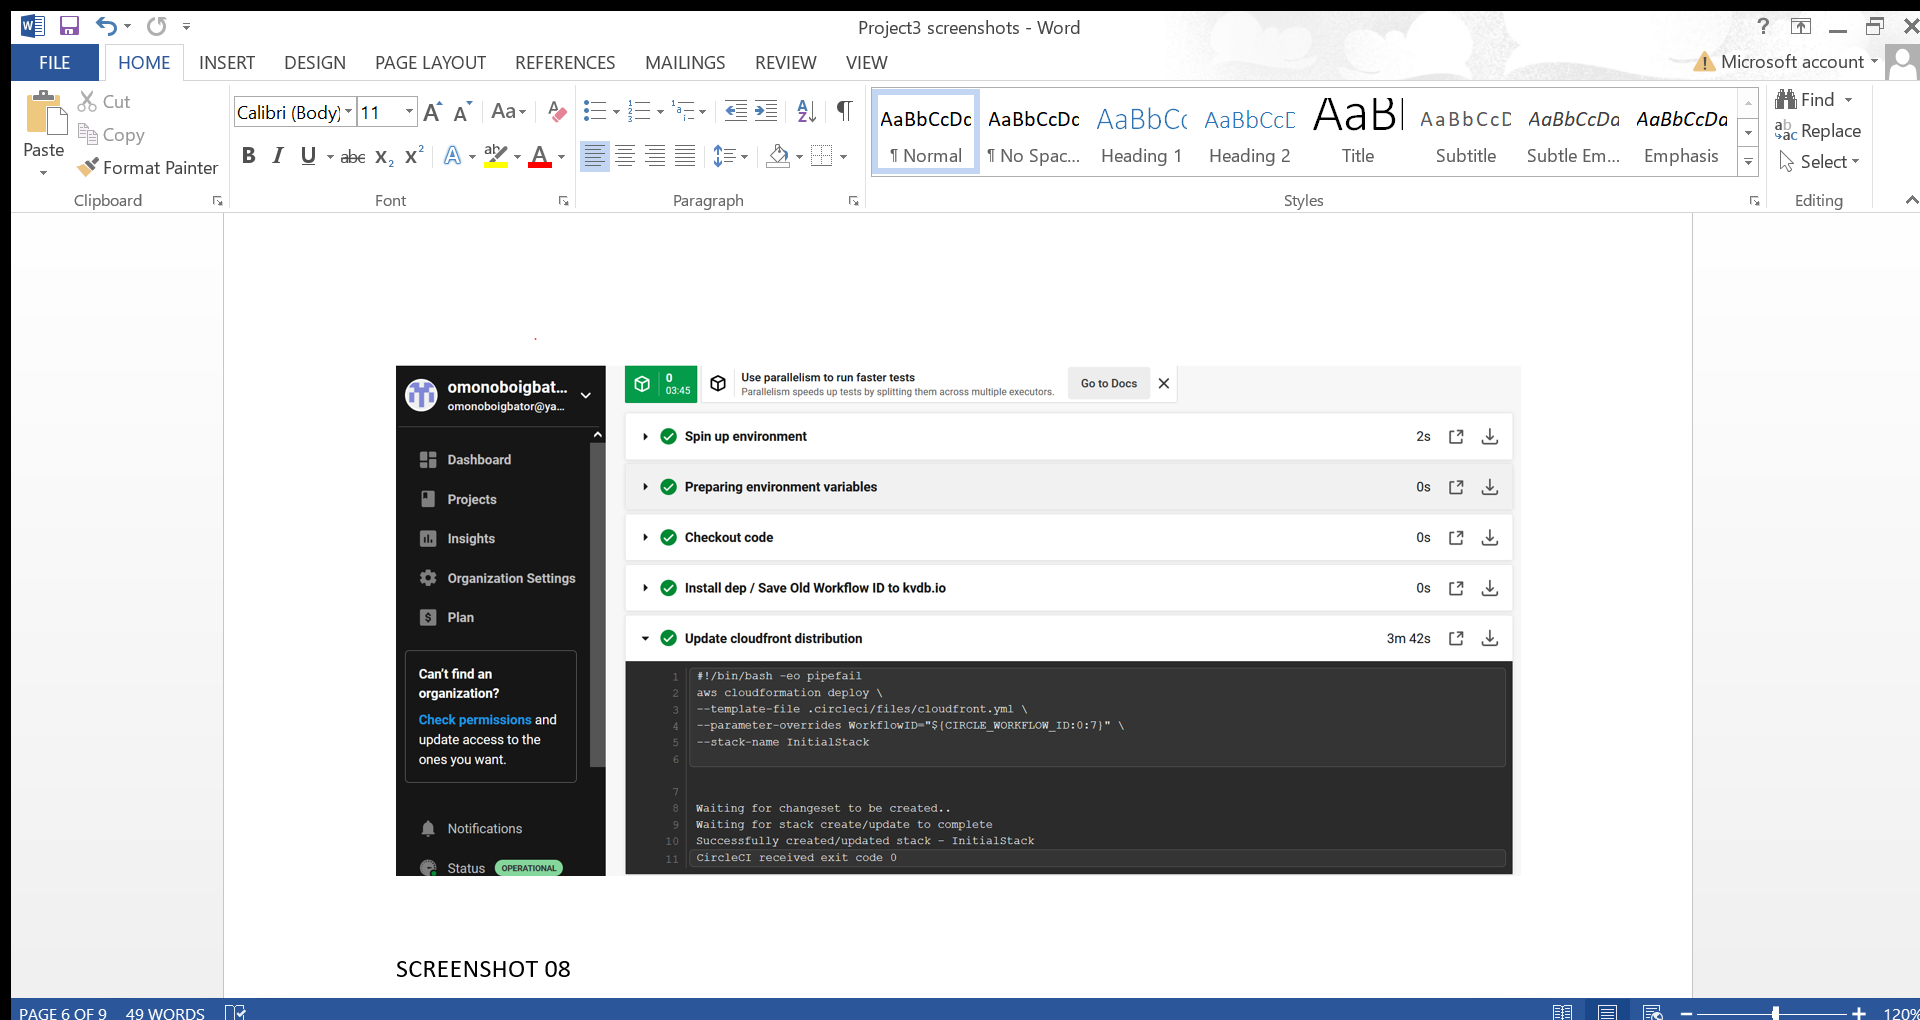 Project3 screenshots - Word
FILE HOME INSERT DESIGN PAGE LAYOUT REFERENCES MAILINGS REVIEW VIEW
Microsoft account
Paste
Cut
Copy
Format Painter
Clipboard
Calibri (Body) 11
Font
Paragraph
AaBbCcDc AaBbCcDc AaBbCc AaBbCcD AaBl AaBbCcD AaBbCcDd AaBbCcDd
¶ Normal ¶ No Spac... Heading 1 Heading 2 Title Subtitle Subtle Em... Emphasis
Styles
Find
Replace
Select
Editing
omonoboigbat...
omonoboigbator@ya...
Dashboard
Projects
Insights
Organization Settings
Plan
Can't find an
organization?
Check permissions and
update access to the
ones you want.
Notifications
Status OPERATIONAL
0
03:45
Use parallelism to run faster tests
Parallelism speeds up tests by splitting them across multiple executors.
Go to Docs
Spin up environment 2s
Preparing environment variables 0s
Checkout code 0s
Install dep / Save Old Workflow ID to kvdb.io 0s
Update cloudfront distribution 3m 42s
1 #!/bin/bash -eo pipefail
2 aws cloudformation deploy \
3 --template-file .circleci/files/cloudfront.yml \
4 --parameter-overrides WorkflowID="${CIRCLE_WORKFLOW_ID:0:7}" \
5 --stack-name InitialStack
6
7
8 Waiting for changeset to be created..
9 Waiting for stack create/update to complete
10 Successfully created/updated stack - InitialStack
11 CircleCI received exit code 0
SCREENSHOT 08
PAGE 6 OF 9 49 WORDS
120%